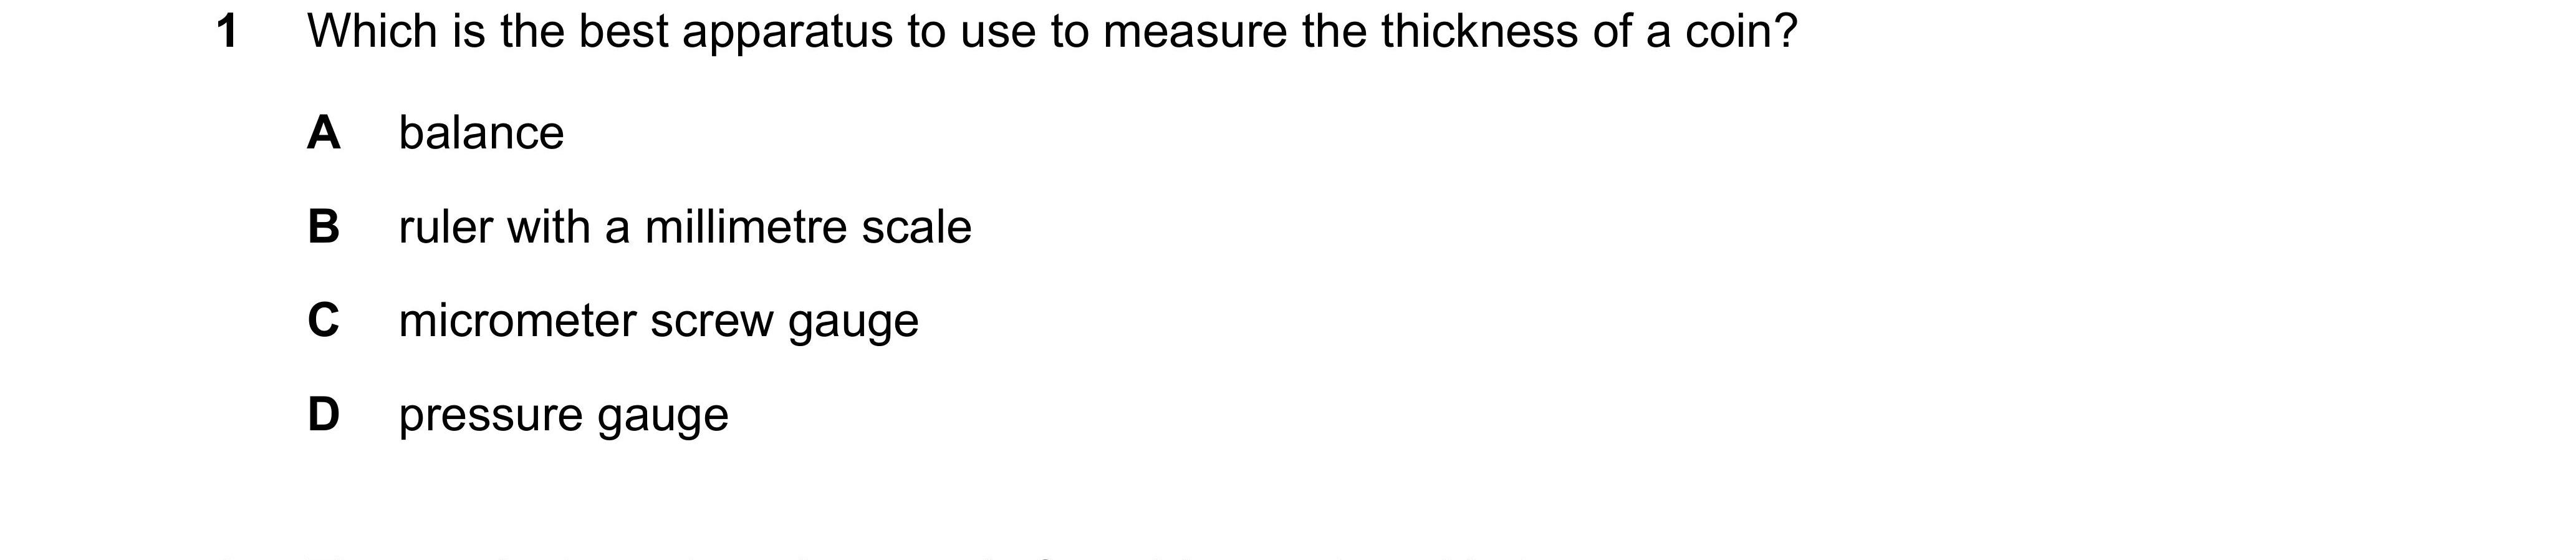 1 Which is the best apparatus to use to measure the thickness of a coin?
A balance
B ruler with a millimetre scale
C micrometer screw gauge
D pressure gauge